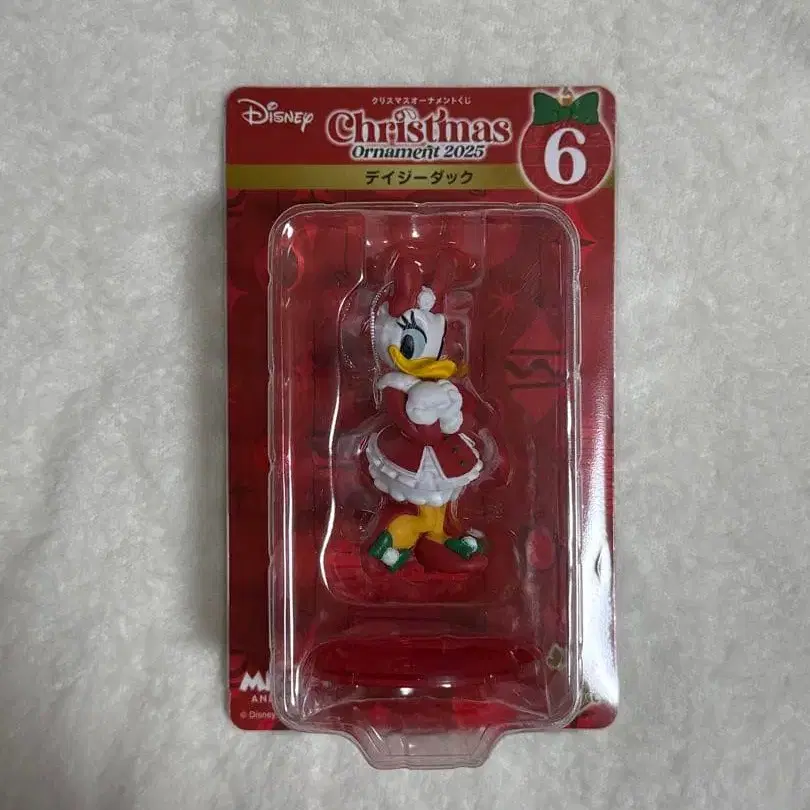 Disney
クリスマスオーナメントくじ
Christmas
Ornament 2025
デイジーダック
6
© Disney